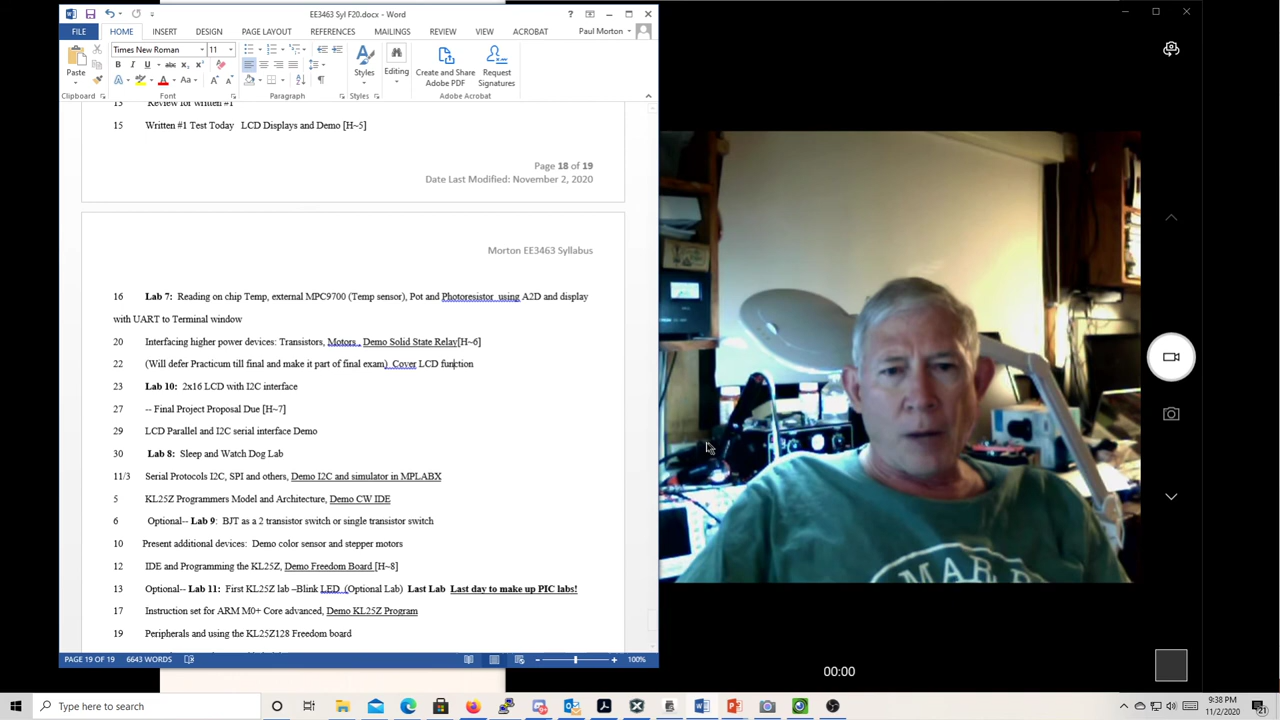 EE3463 Syl F20.docx - Word
FILE HOME INSERT DESIGN PAGE LAYOUT REFERENCES MAILINGS REVIEW VIEW ACROBAT Paul Morton
Times New Roman 11
Paste
B I U abc x₂ x²
A Aa A A
Styles Editing Create and Share Adobe PDF Request Signatures
Clipboard Font Paragraph Styles Adobe Acrobat
13 Review for written #1
15 Written #1 Test Today LCD Displays and Demo [H~5]
Page 18 of 19
Date Last Modified: November 2, 2020
Morton EE3463 Syllabus
16 Lab 7: Reading on chip Temp, external MPC9700 (Temp sensor), Pot and Photoresistor using A2D and display
with UART to Terminal window
20 Interfacing higher power devices: Transistors, Motors , Demo Solid State Relay[H~6]
22 (Will defer Practicum till final and make it part of final exam) Cover LCD function
23 Lab 10: 2x16 LCD with I2C interface
27 -- Final Project Proposal Due [H~7]
29 LCD Parallel and I2C serial interface Demo
30 Lab 8: Sleep and Watch Dog Lab
11/3 Serial Protocols I2C, SPI and others, Demo I2C and simulator in MPLABX
5 KL25Z Programmers Model and Architecture, Demo CW IDE
6 Optional-- Lab 9: BJT as a 2 transistor switch or single transistor switch
10 Present additional devices: Demo color sensor and stepper motors
12 IDE and Programming the KL25Z, Demo Freedom Board [H~8]
13 Optional-- Lab 11: First KL25Z lab –Blink LED (Optional Lab) Last Lab Last day to make up PIC labs!
17 Instruction set for ARM M0+ Core advanced, Demo KL25Z Program
19 Peripherals and using the KL25Z128 Freedom board
PAGE 19 OF 19 6643 WORDS 100%
00:00
Type here to search
9:38 PM
11/2/2020
21